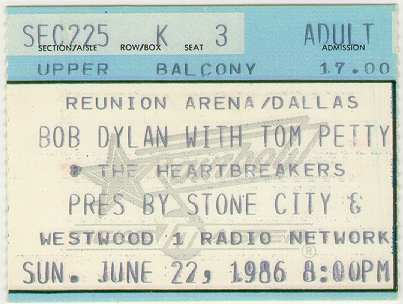 SEC225 K 3 ADULT
SECTION/AISLE ROW/BOX SEAT ADMISSION
UPPER BALCONY 17.00
REUNION ARENA/DALLAS
BOB DYLAN WITH TOM PETTY
& THE HEARTBREAKERS
PRES BY STONE CITY &
WESTWOOD 1 RADIO NETWORK
SUN. JUNE 22, 1986 8:00PM